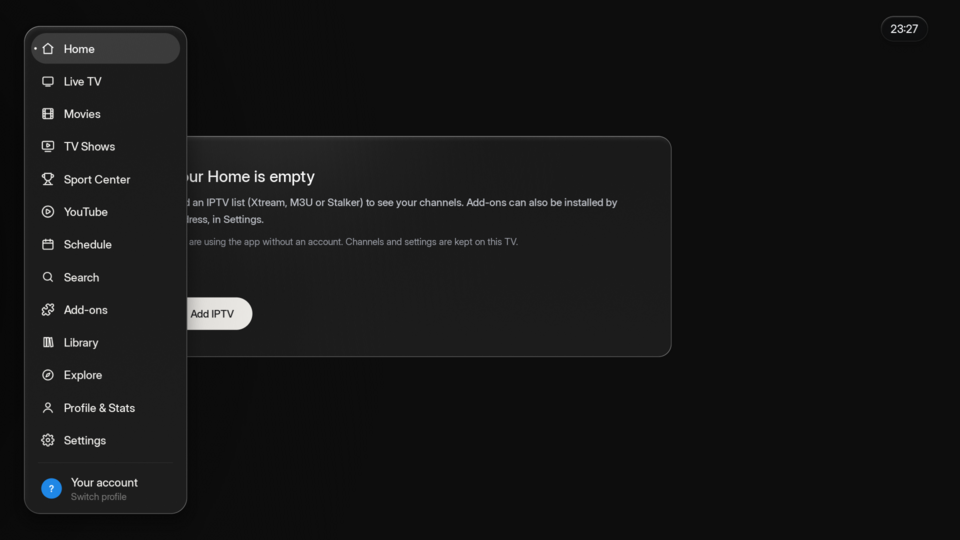 23:27
Home
Live TV
Movies
TV Shows
Sport Center
YouTube
Schedule
Search
Add-ons
Library
Explore
Profile & Stats
Settings
?
Your account
Switch profile
Home is empty
an IPTV list (Xtream, M3U or Stalker) to see your channels. Add-ons can also be installed by
in Settings.
are using the app without an account. Channels and settings are kept on this TV.
Add IPTV